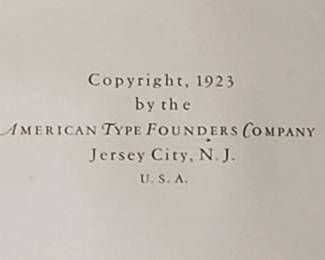 Copyright, 1923
by the
AMERICAN TYPE FOUNDERS COMPANY
Jersey City, N. J.
U. S. A.